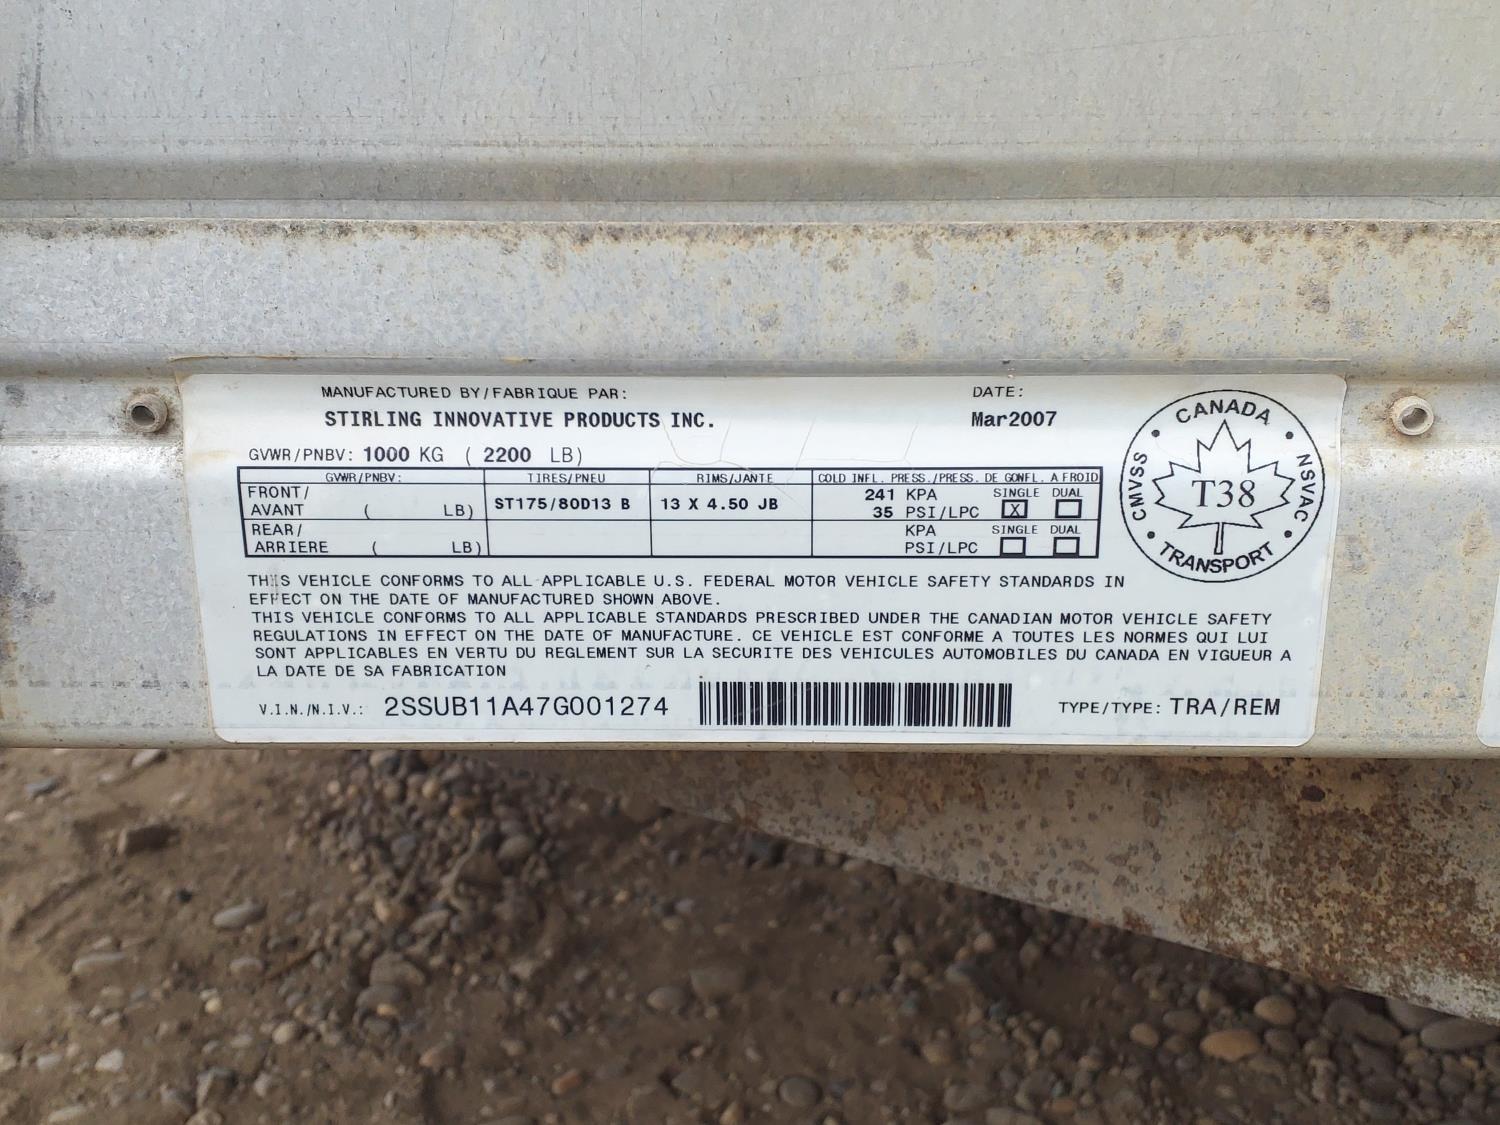 MANUFACTURED BY/FABRIQUE PAR:
DATE:
STIRLING INNOVATIVE PRODUCTS INC.
Mar2007
GVWR/PNBV: 1000 KG ( 2200 LB)
GVWR/PNBV: TIRES/PNEU RIMS/JANTE COLD INFL. PRESS./PRESS. DE GONFL. A FROID
FRONT/ 241 KPA SINGLE DUAL
AVANT ( LB) ST175/80D13 B 13 X 4.50 JB 35 PSI/LPC X
REAR/ KPA SINGLE DUAL
ARRIERE ( LB) PSI/LPC
CANADA
CMVSS
NSVAC
T38
TRANSPORT
THIS VEHICLE CONFORMS TO ALL APPLICABLE U.S. FEDERAL MOTOR VEHICLE SAFETY STANDARDS IN
EFFECT ON THE DATE OF MANUFACTURED SHOWN ABOVE.
THIS VEHICLE CONFORMS TO ALL APPLICABLE STANDARDS PRESCRIBED UNDER THE CANADIAN MOTOR VEHICLE SAFETY
REGULATIONS IN EFFECT ON THE DATE OF MANUFACTURE. CE VEHICLE EST CONFORME A TOUTES LES NORMES QUI LUI
SONT APPLICABLES EN VERTU DU REGLEMENT SUR LA SECURITE DES VEHICULES AUTOMOBILES DU CANADA EN VIGUEUR A
LA DATE DE SA FABRICATION
V.I.N./N.I.V.: 2SSUB11A47G001274 TYPE/TYPE: TRA/REM